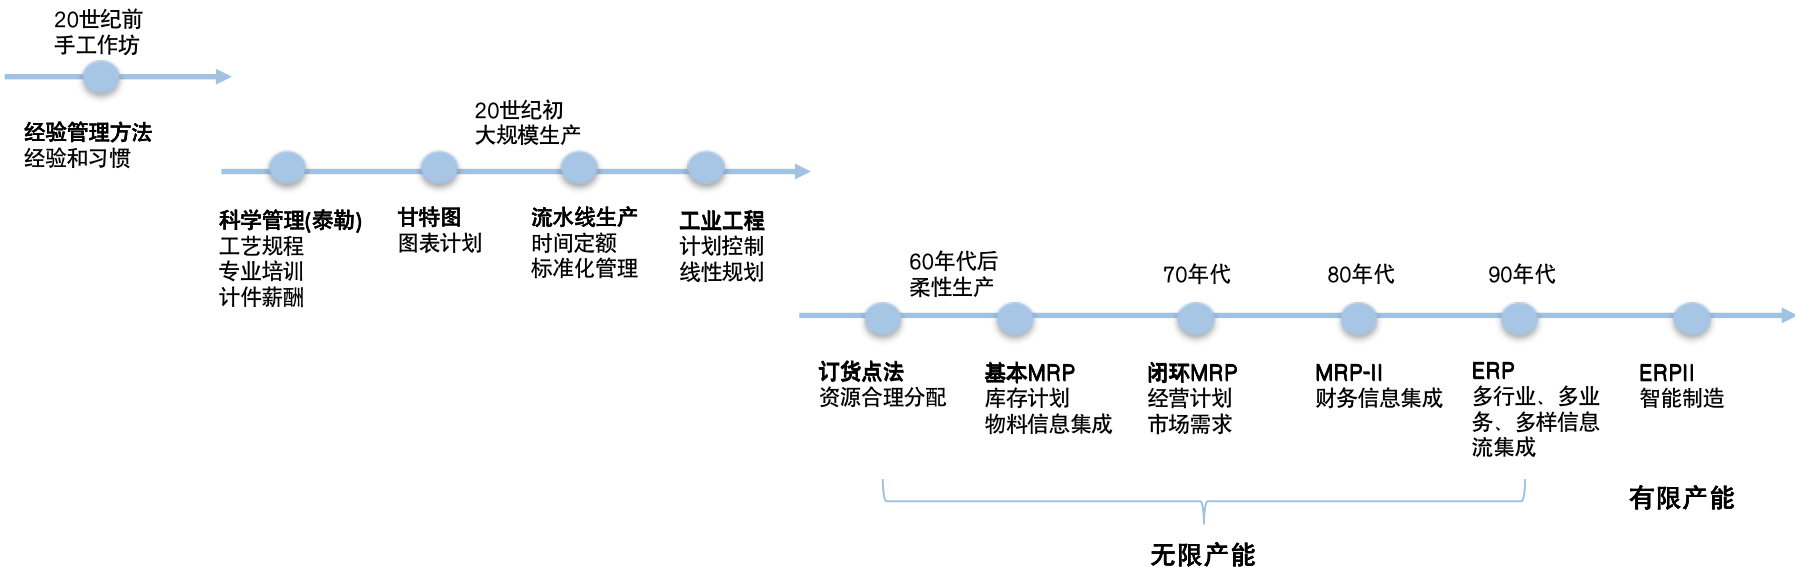 20世纪前
手工作坊
经验管理方法
经验和习惯
20世纪初
大规模生产
科学管理(泰勒)
工艺规程
专业培训
计件薪酬
甘特图
图表计划
流水线生产
时间定额
标准化管理
工业工程
计划控制
线性规划
60年代后
柔性生产
70年代
80年代
90年代
订货点法
资源合理分配
基本MRP
库存计划
物料信息集成
闭环MRP
经营计划
市场需求
MRP-II
财务信息集成
ERP
多行业、多业
务、多样信息
流集成
ERPII
智能制造
有限产能
无限产能